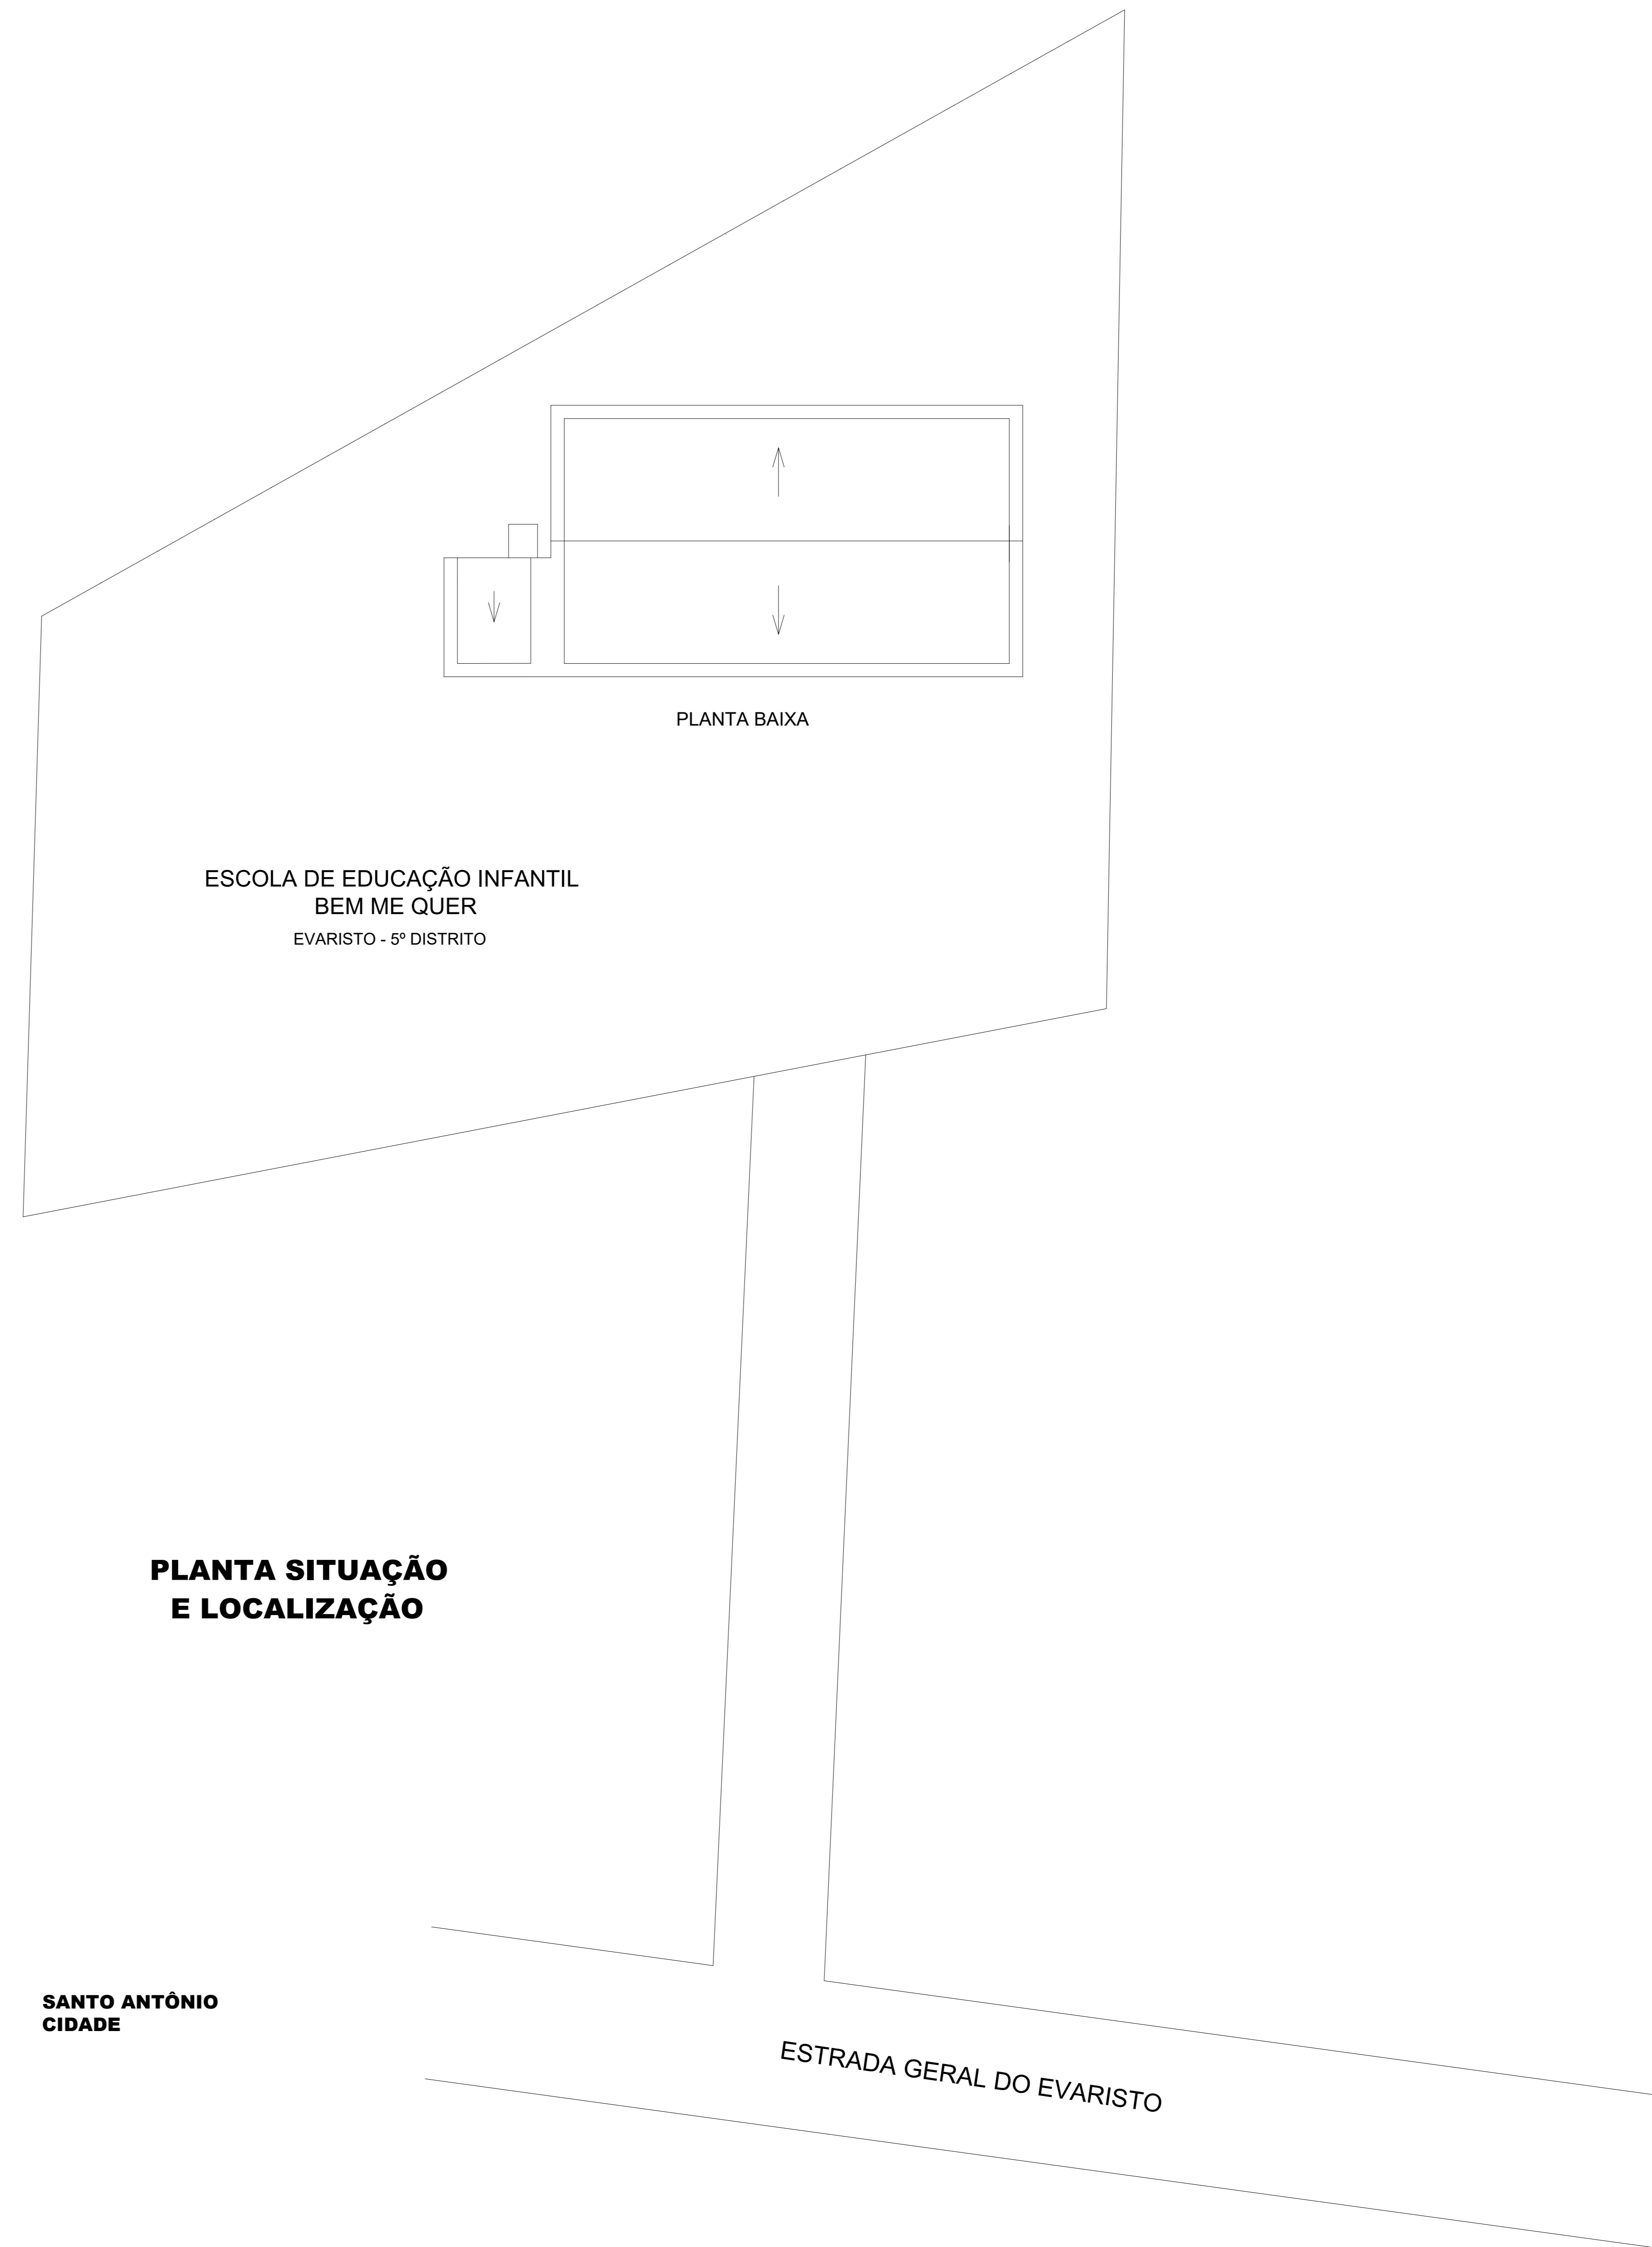 PLANTA BAIXA
ESCOLA DE EDUCAÇÃO INFANTIL
BEM ME QUER
EVARISTO - 5º DISTRITO
PLANTA SITUAÇÃO
E LOCALIZAÇÃO
SANTO ANTÔNIO
CIDADE
ESTRADA GERAL DO EVARISTO